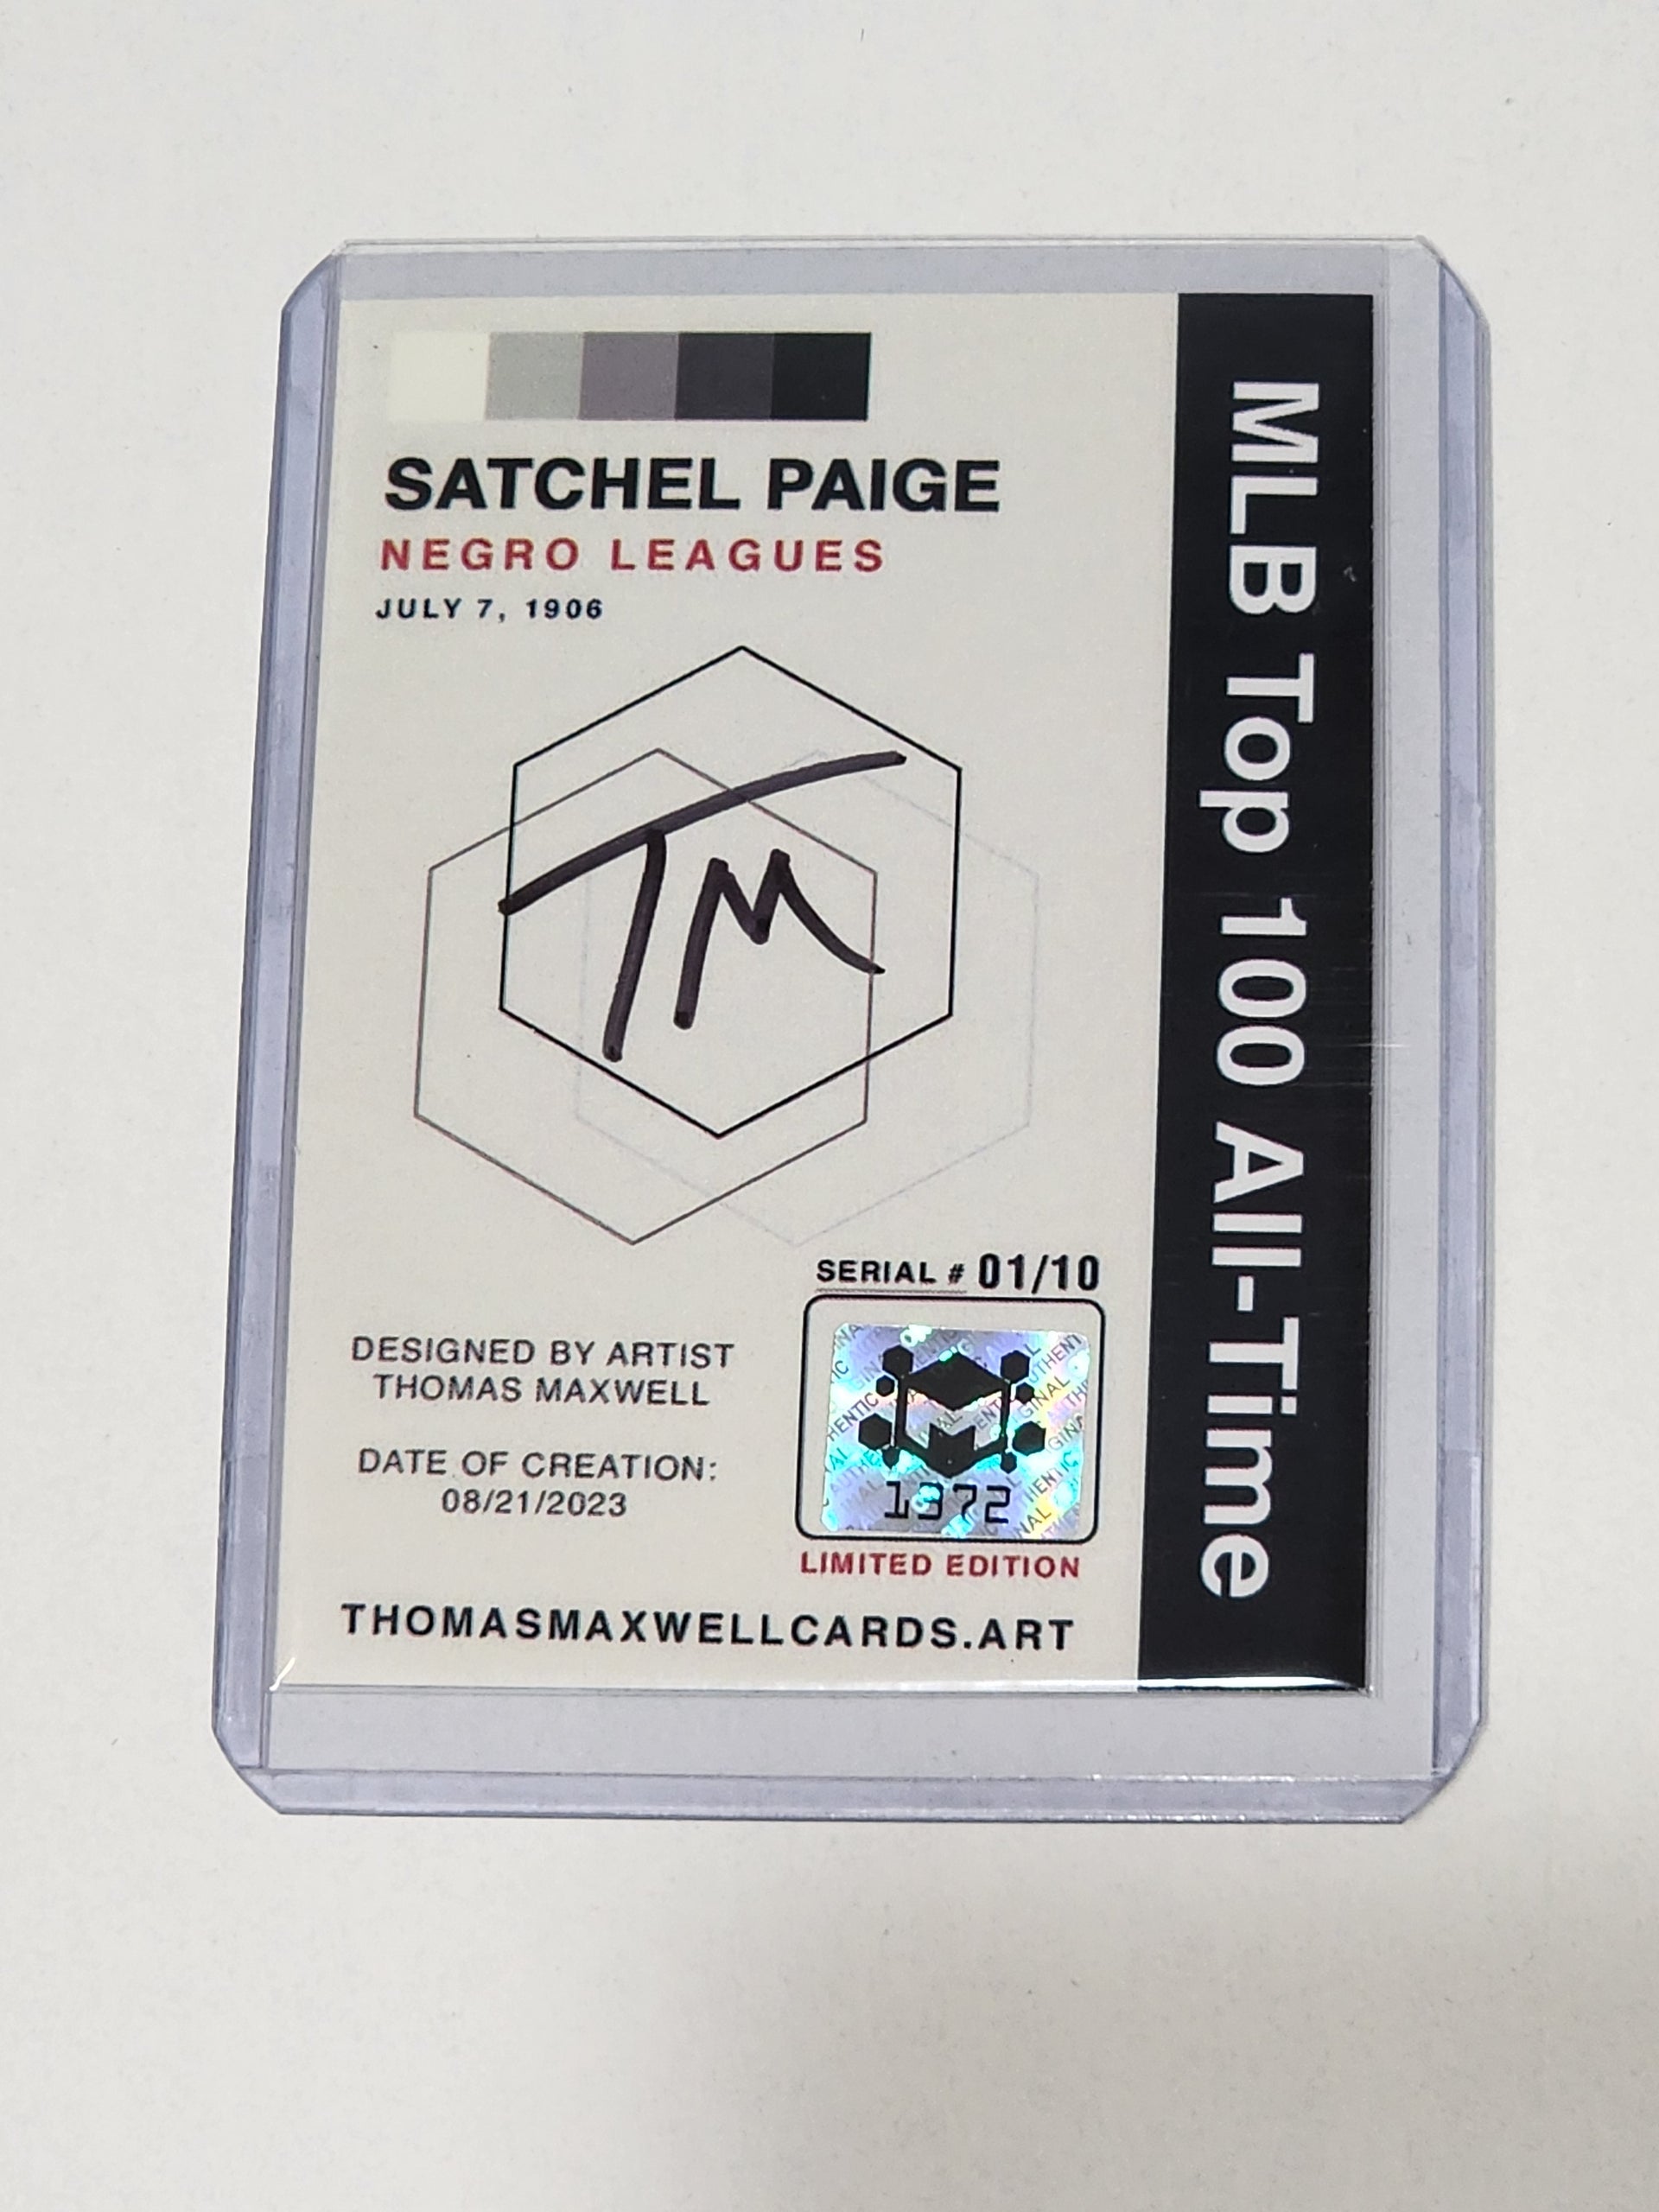 SATCHEL PAIGE
NEGRO LEAGUES
JULY 7, 1906
TM
SERIAL # 01/10
DESIGNED BY ARTIST
THOMAS MAXWELL
DATE OF CREATION:
08/21/2023
1372
LIMITED EDITION
THOMASMAXWELLCARDS.ART
MLB Top 100 All-Time